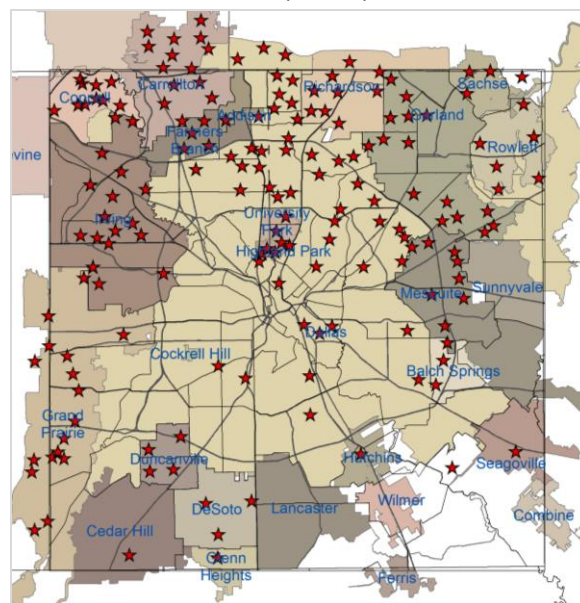 Coppell
Carrollton
Richardson
Sachse
Addison
Garland
Farmers
Branch
Rowlett
Irving
University
Park
Highland Park
Mesquite
Sunnyvale
Dallas
Cockrell Hill
Balch Springs
Grand
Prairie
Duncanville
Hutchins
Seagoville
DeSoto
Lancaster
Wilmer
Combine
Cedar Hill
Glenn
Heights
Ferris